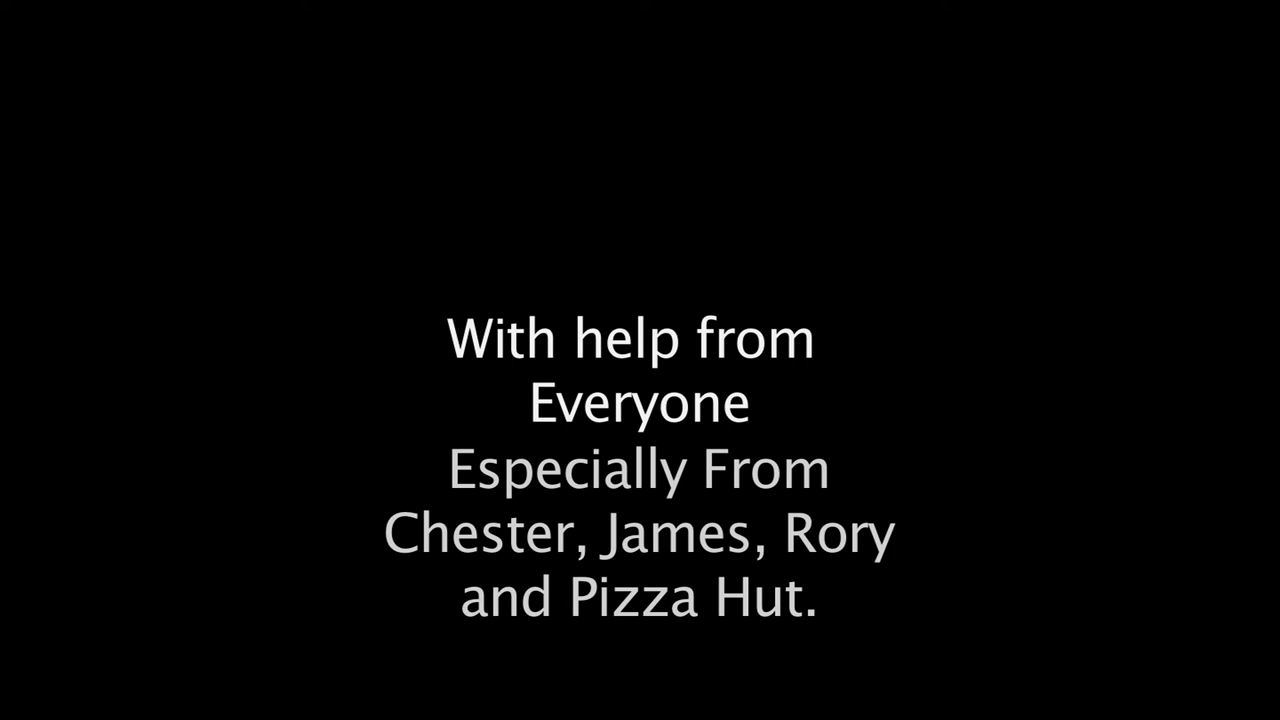 With help from
Everyone
Especially From
Chester, James, Rory
and Pizza Hut.